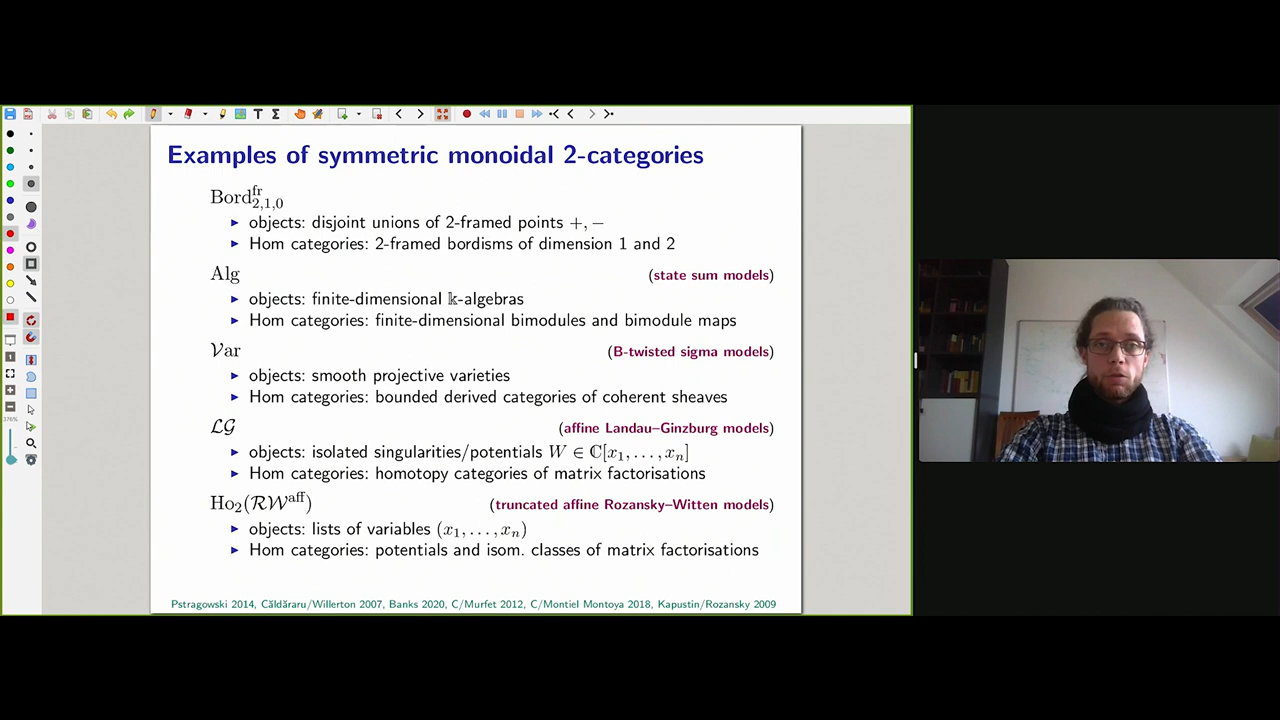 Examples of symmetric monoidal 2-categories
Bord^fr_2,1,0
▶ objects: disjoint unions of 2-framed points +, −
▶ Hom categories: 2-framed bordisms of dimension 1 and 2
Alg (state sum models)
▶ objects: finite-dimensional 𝕜-algebras
▶ Hom categories: finite-dimensional bimodules and bimodule maps
𝒱ar (B-twisted sigma models)
▶ objects: smooth projective varieties
▶ Hom categories: bounded derived categories of coherent sheaves
ℒ𝒢 (affine Landau–Ginzburg models)
▶ objects: isolated singularities/potentials W ∈ ℂ[x₁, . . . , xₙ]
▶ Hom categories: homotopy categories of matrix factorisations
Ho₂(ℛ𝒲^aff) (truncated affine Rozansky–Witten models)
▶ objects: lists of variables (x₁, . . . , xₙ)
▶ Hom categories: potentials and isom. classes of matrix factorisations
Pstragowski 2014, Căldăraru/Willerton 2007, Banks 2020, C/Murfet 2012, C/Montiel Montoya 2018, Kapustin/Rozansky 2009